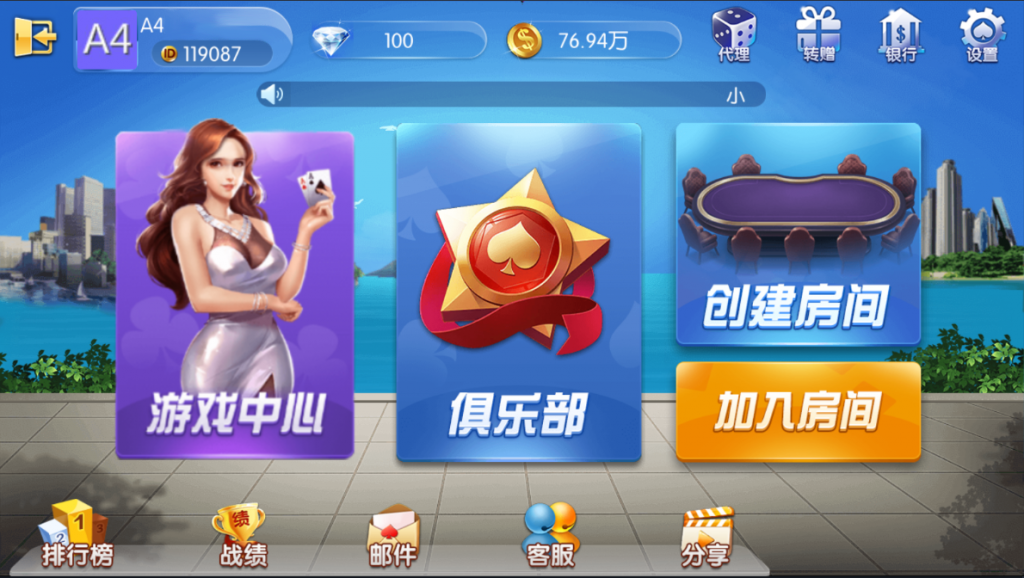 A4
A4
ID 119087
100
76.94万
代理
转赠
银行
设置
小
游戏中心
俱乐部
创建房间
加入房间
1
2
3
排行榜
绩
战绩
邮件
客服
分享